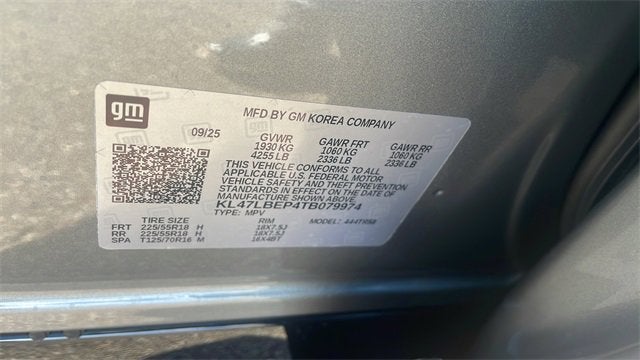 gm
MFD BY GM KOREA COMPANY
09/25
GVWR GAWR FRT GAWR RR
1930 KG 1060 KG 1060 KG
4255 LB 2336 LB 2336 LB
THIS VEHICLE CONFORMS TO ALL
APPLICABLE U.S. FEDERAL MOTOR
VEHICLE SAFETY AND THEFT PREVENTION
STANDARDS IN EFFECT ON THE DATE OF
MANUFACTURE SHOWN ABOVE.
KL47LBEP4TB079974
TYPE: MPV MODEL:
TIRE SIZE RIM
FRT 225/55R18 H 18X7.5J
RR 225/55R18 H 18X7.5J
SPA T125/70R16 M 16X4BT